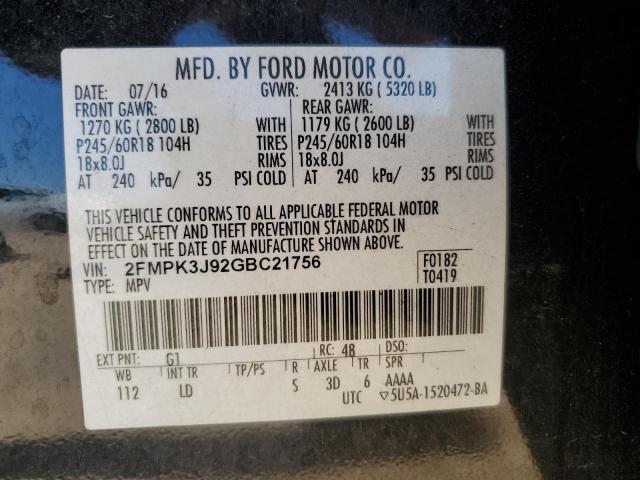 MFD. BY FORD MOTOR CO.
DATE: 07/16 GVWR: 2413 KG ( 5320 LB)
FRONT GAWR: REAR GAWR:
1270 KG ( 2800 LB) WITH 1179 KG ( 2600 LB) WITH
P245/60R18 104H TIRES P245/60R18 104H TIRES
18x8.0J RIMS 18x8.0J RIMS
AT 240 kPa/ 35 PSI COLD AT 240 kPa/ 35 PSI COLD
THIS VEHICLE CONFORMS TO ALL APPLICABLE FEDERAL MOTOR
VEHICLE SAFETY AND THEFT PREVENTION STANDARDS IN
EFFECT ON THE DATE OF MANUFACTURE SHOWN ABOVE.
VIN: 2FMPK3J92GBC21756 F0182
TYPE: MPV T0419
EXT PNT: G1 RC: 48 DSO:
WB INT TR TP/PS R AXLE TR SPR
112 LD S 3D 6 AAAA
UTC ▽5U5A-1520472-BA